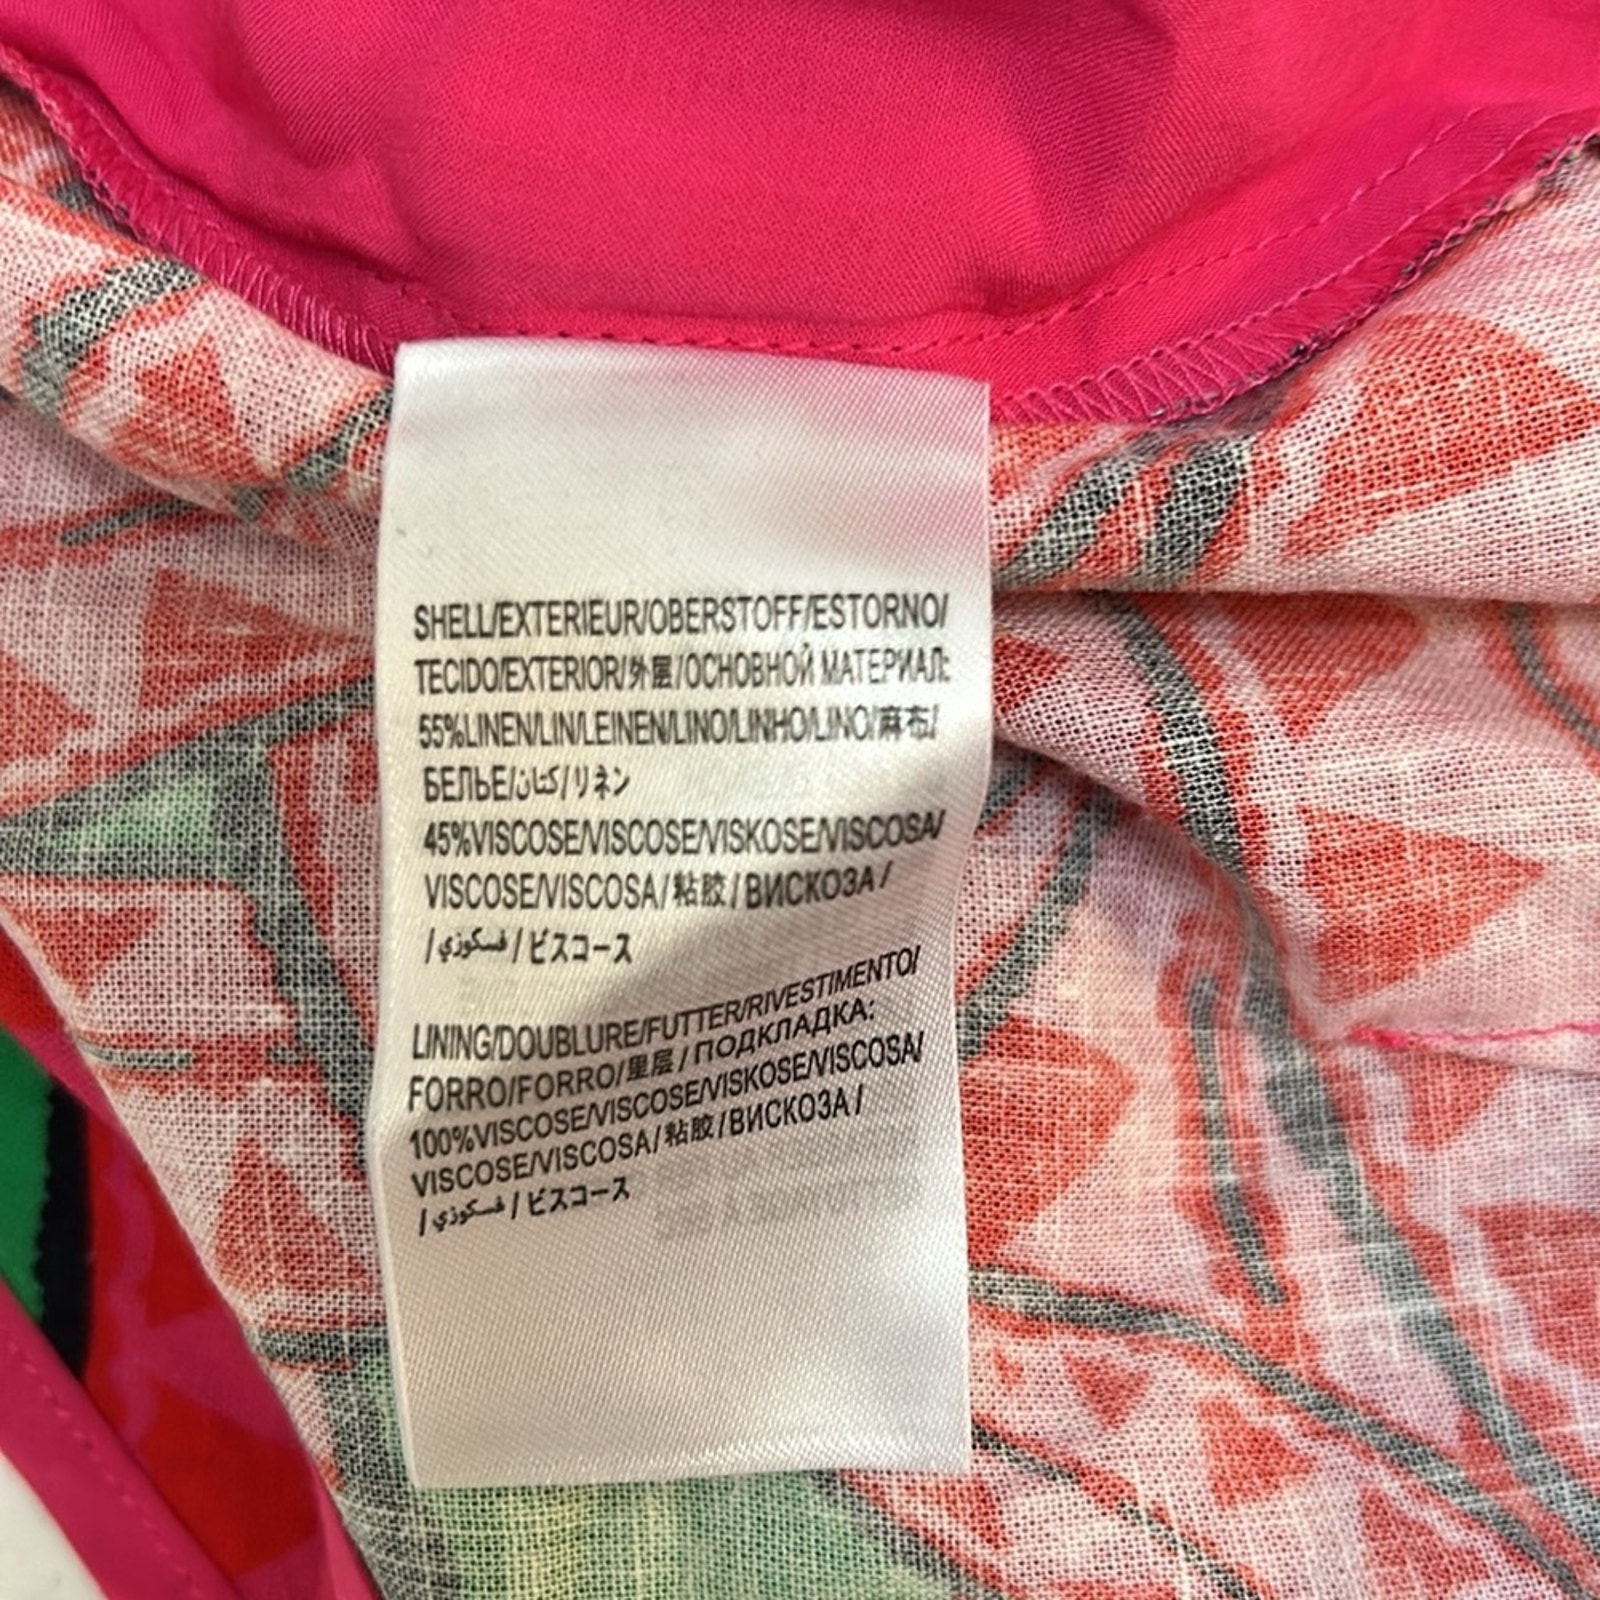 SHELL/EXTERIEUR/OBERSTOFF/ESTORNO/
TECIDO/EXTERIOR/外层/ОСНОВНОЙ МАТЕРИАЛ:
55%LINEN/LIN/LEINEN/LINO/LINHO/LINO/麻布/
БЕЛЬЕ/كتان/リネン
45%VISCOSE/VISCOSE/VISKOSE/VISCOSA/
VISCOSE/VISCOSA/粘胶/ВИСКОЗА/
/فسكوزي/ビスコース
LINING/DOUBLURE/FUTTER/RIVESTIMENTO/
FORRO/FORRO/里层/ПОДКЛАДКА:
100%VISCOSE/VISCOSE/VISKOSE/VISCOSA/
VISCOSE/VISCOSA/粘胶/ВИСКОЗА/
/فسكوزي/ビスコース